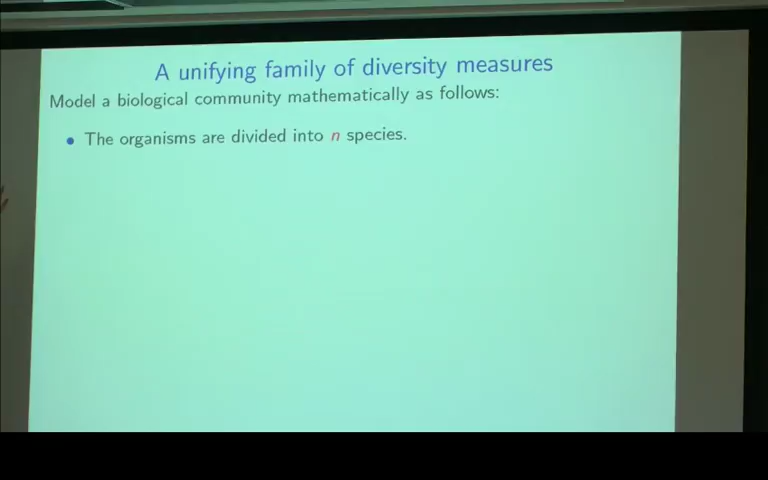 A unifying family of diversity measures
Model a biological community mathematically as follows:
• The organisms are divided into n species.